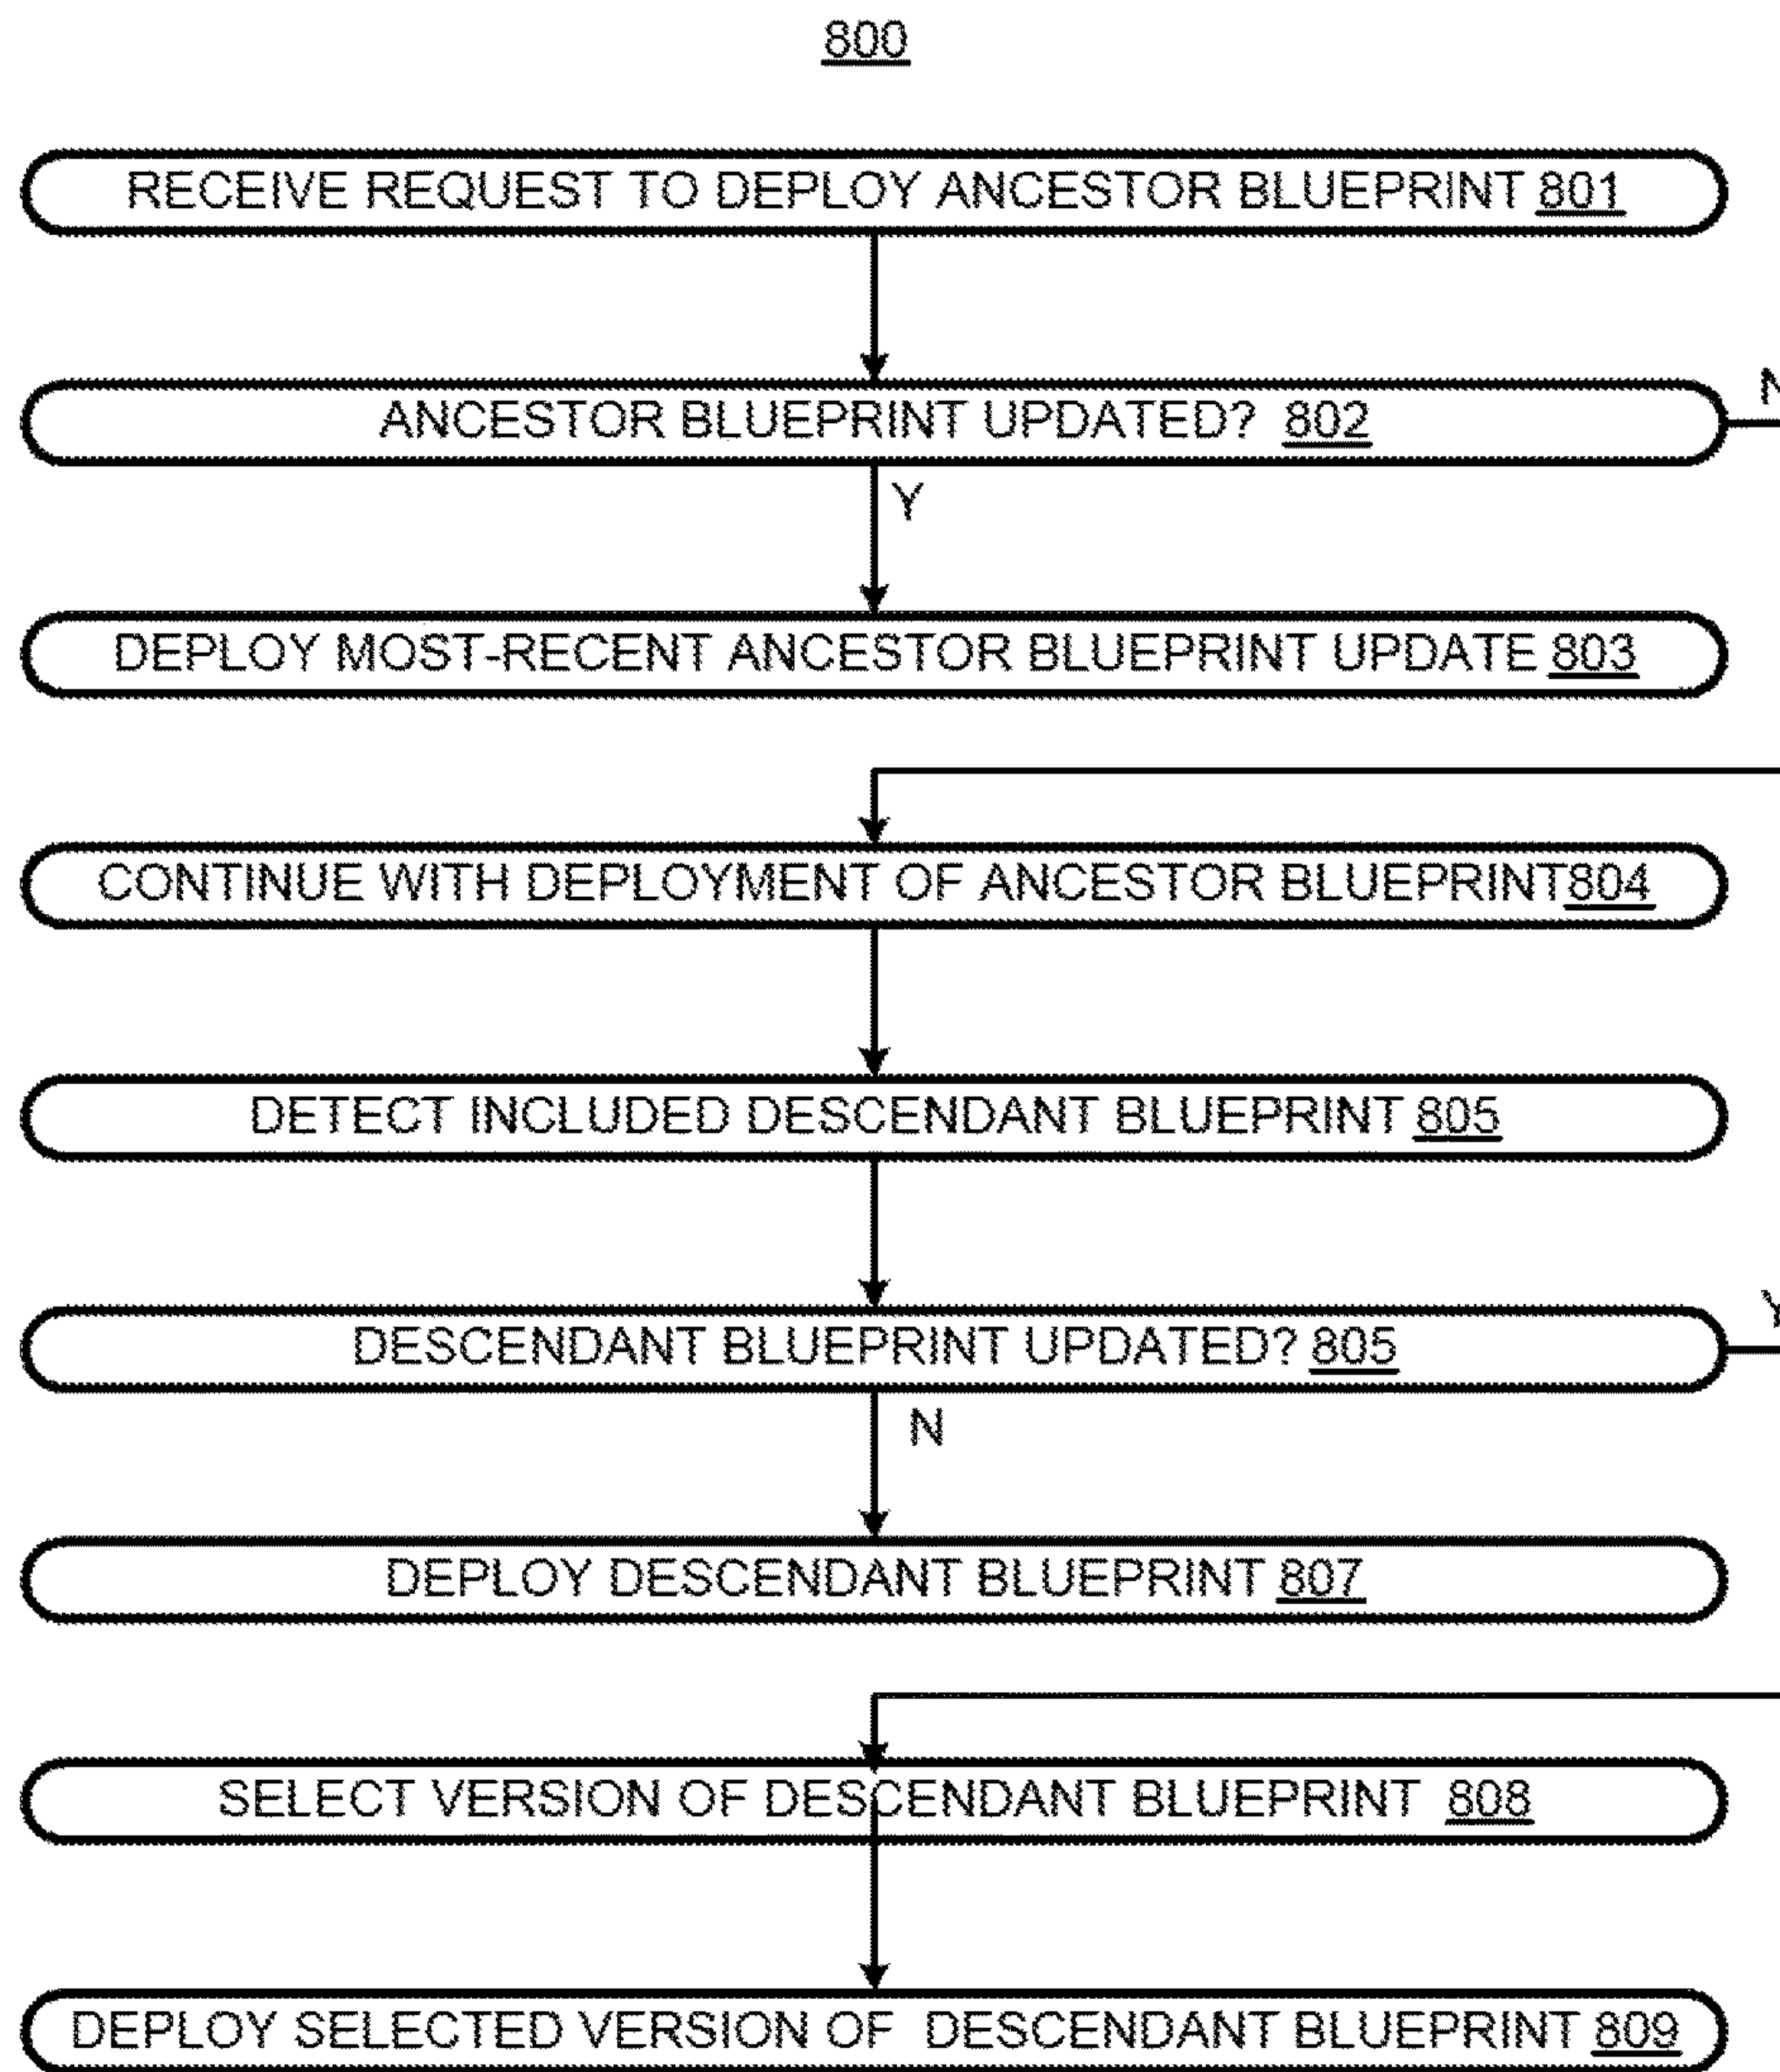 800
RECEIVE REQUEST TO DEPLOY ANCESTOR BLUEPRINT 801
N
ANCESTOR BLUEPRINT UPDATED? 802
Y
DEPLOY MOST-RECENT ANCESTOR BLUEPRINT UPDATE 803
CONTINUE WITH DEPLOYMENT OF ANCESTOR BLUEPRINT804
DETECT INCLUDED DESCENDANT BLUEPRINT 805
Y
DESCENDANT BLUEPRINT UPDATED? 805
N
DEPLOY DESCENDANT BLUEPRINT 807
SELECT VERSION OF DESCENDANT BLUEPRINT 808
DEPLOY SELECTED VERSION OF DESCENDANT BLUEPRINT 809